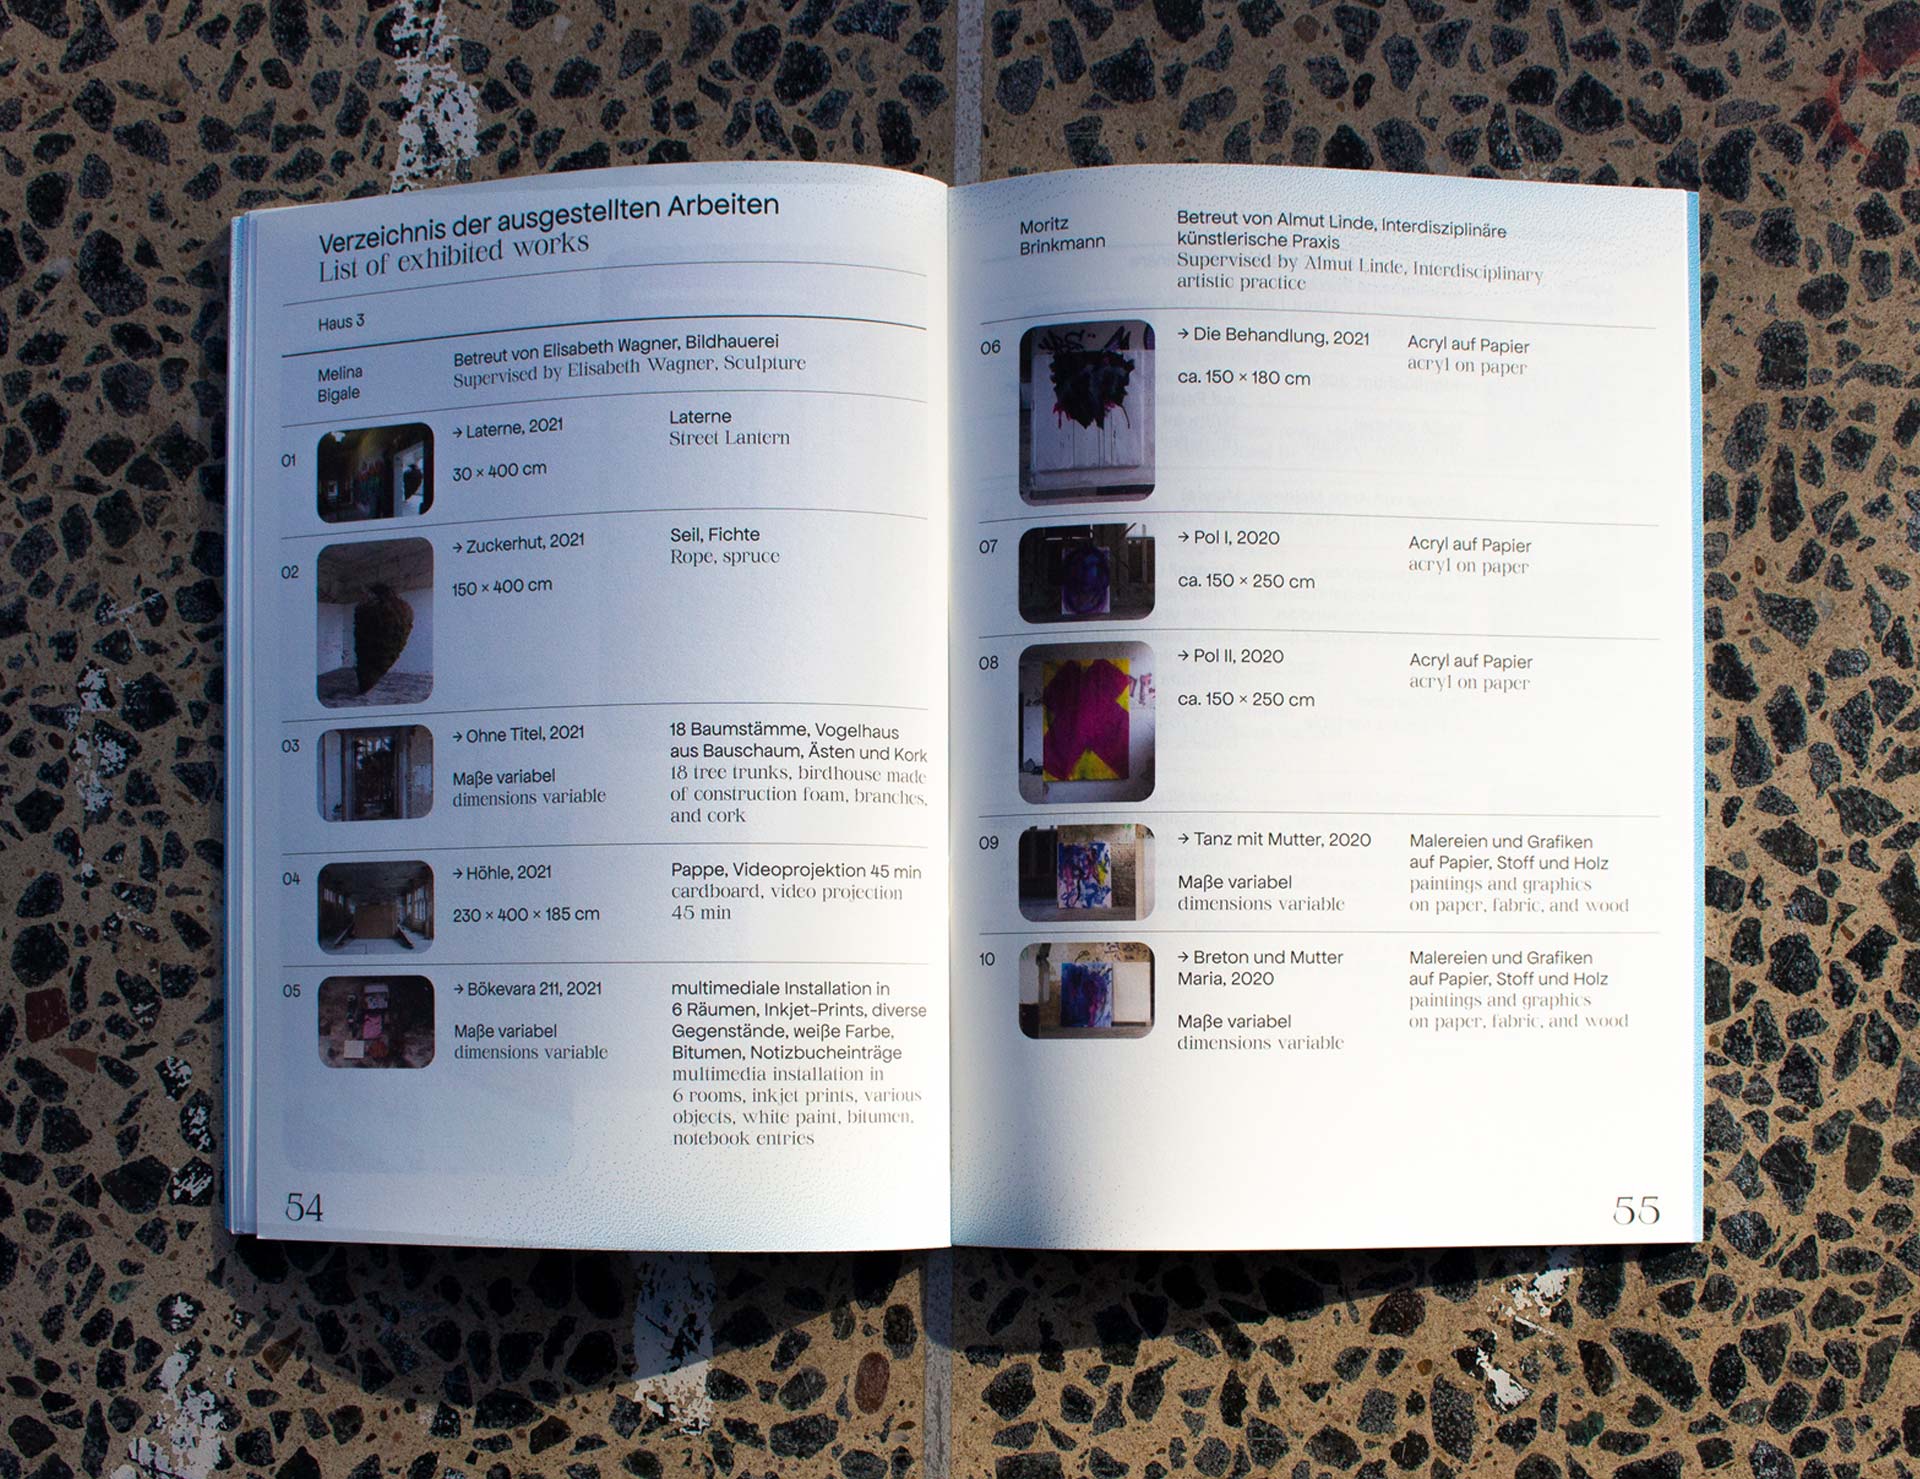 Verzeichnis der ausgestellten Arbeiten
List of exhibited works
Haus 3
Melina
Bigale
Betreut von Elisabeth Wagner, Bildhauerei
Supervised by Elisabeth Wagner, Sculpture
01
→ Laterne, 2021
30 × 400 cm
Laterne
Street Lantern
02
→ Zuckerhut, 2021
150 × 400 cm
Seil, Fichte
Rope, spruce
03
→ Ohne Titel, 2021
Maße variabel
dimensions variable
18 Baumstämme, Vogelhaus
aus Bauschaum, Ästen und Kork
18 tree trunks, birdhouse made
of construction foam, branches,
and cork
04
→ Höhle, 2021
230 × 400 × 185 cm
Pappe, Videoprojektion 45 min
cardboard, video projection
45 min
05
→ Bökevara 211, 2021
Maße variabel
dimensions variable
multimediale Installation in
6 Räumen, Inkjet-Prints, diverse
Gegenstände, weiße Farbe,
Bitumen, Notizbucheinträge
multimedia installation in
6 rooms, inkjet prints, various
objects, white paint, bitumen,
notebook entries
54
Moritz
Brinkmann
Betreut von Almut Linde, Interdisziplinäre
künstlerische Praxis
Supervised by Almut Linde, Interdisciplinary
artistic practice
06
→ Die Behandlung, 2021
ca. 150 × 180 cm
Acryl auf Papier
acryl on paper
07
→ Pol I, 2020
ca. 150 × 250 cm
Acryl auf Papier
acryl on paper
08
→ Pol II, 2020
ca. 150 × 250 cm
Acryl auf Papier
acryl on paper
09
→ Tanz mit Mutter, 2020
Maße variabel
dimensions variable
Malereien und Grafiken
auf Papier, Stoff und Holz
paintings and graphics
on paper, fabric, and wood
10
→ Breton und Mutter
Maria, 2020
Maße variabel
dimensions variable
Malereien und Grafiken
auf Papier, Stoff und Holz
paintings and graphics
on paper, fabric, and wood
55